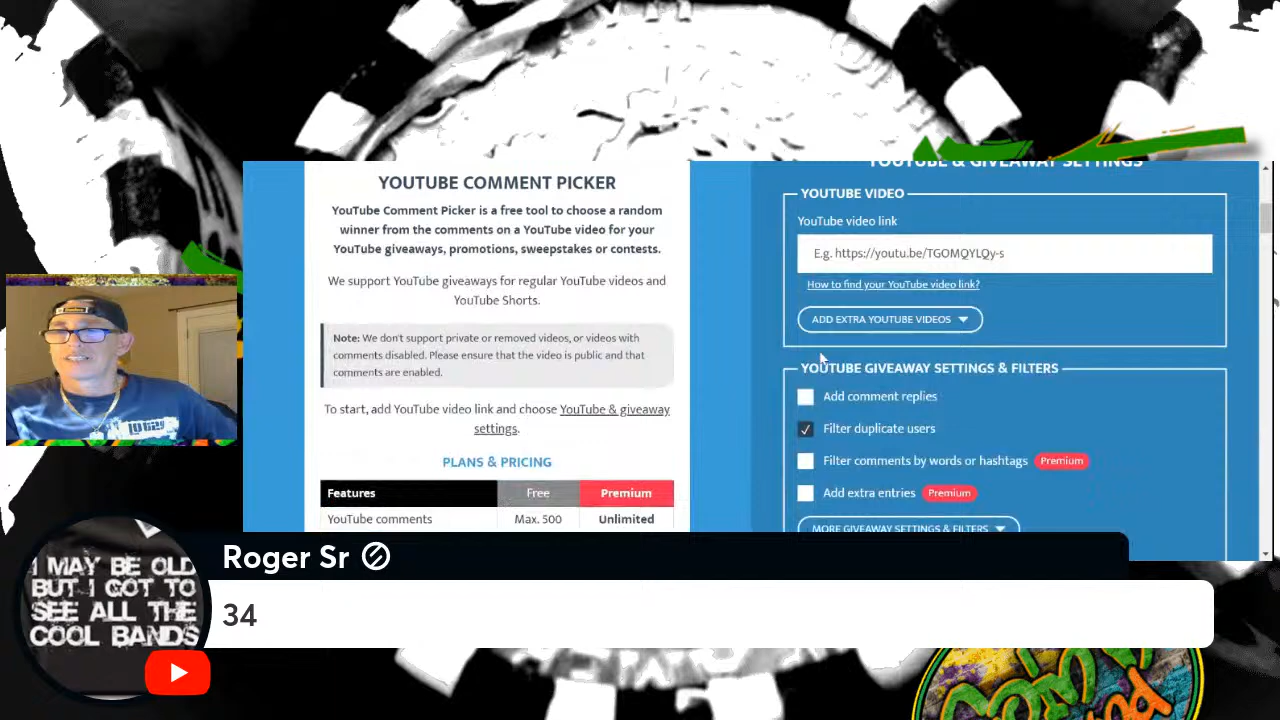 YOUTUBE COMMENT PICKER
YouTube Comment Picker is a free tool to choose a random
winner from the comments on a YouTube video for your
YouTube giveaways, promotions, sweepstakes or contests.
We support YouTube giveaways for regular YouTube videos and
YouTube Shorts.
Note: We don't support private or removed videos, or videos with
comments disabled. Please ensure that the video is public and that
comments are enabled.
To start, add YouTube video link and choose YouTube & giveaway
settings.
PLANS & PRICING
Features Free Premium
YouTube comments Max. 500 Unlimited
YOUTUBE & GIVEAWAY SETTINGS
YOUTUBE VIDEO
YouTube video link
E.g. https://youtu.be/TGOMQYLQy-s
How to find your YouTube video link?
ADD EXTRA YOUTUBE VIDEOS
YOUTUBE GIVEAWAY SETTINGS & FILTERS
Add comment replies
Filter duplicate users
Filter comments by words or hashtags Premium
Add extra entries Premium
MORE GIVEAWAY SETTINGS & FILTERS
Roger Sr
34
I MAY BE OLD
BUT I GOT TO
SEE ALL THE
COOL BANDS